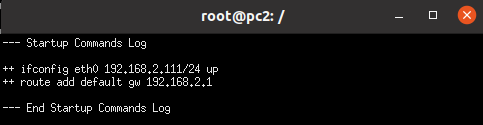 root@pc2: /
--- Startup Commands Log
++ ifconfig eth0 192.168.2.111/24 up
++ route add default gw 192.168.2.1
--- End Startup Commands Log